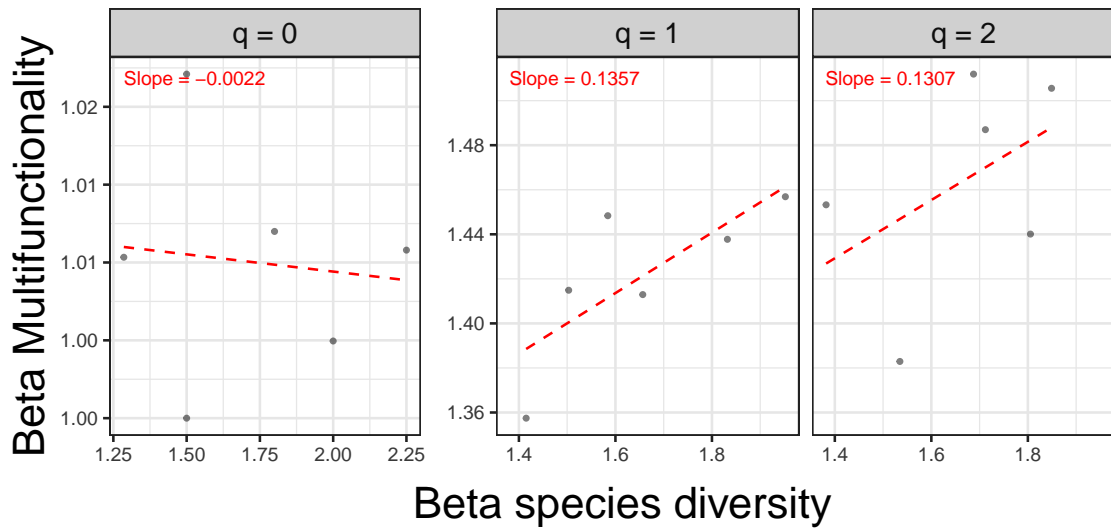 q = 0
q = 1
q = 2
Slope = −0.0022
Slope = 0.1357
Slope = 0.1307
Beta Multifunctionality
1.02
1.01
1.01
1.00
1.00
1.48
1.44
1.40
1.36
1.25 1.50 1.75 2.00 2.25
1.4 1.6 1.8
1.4 1.6 1.8
Beta species diversity